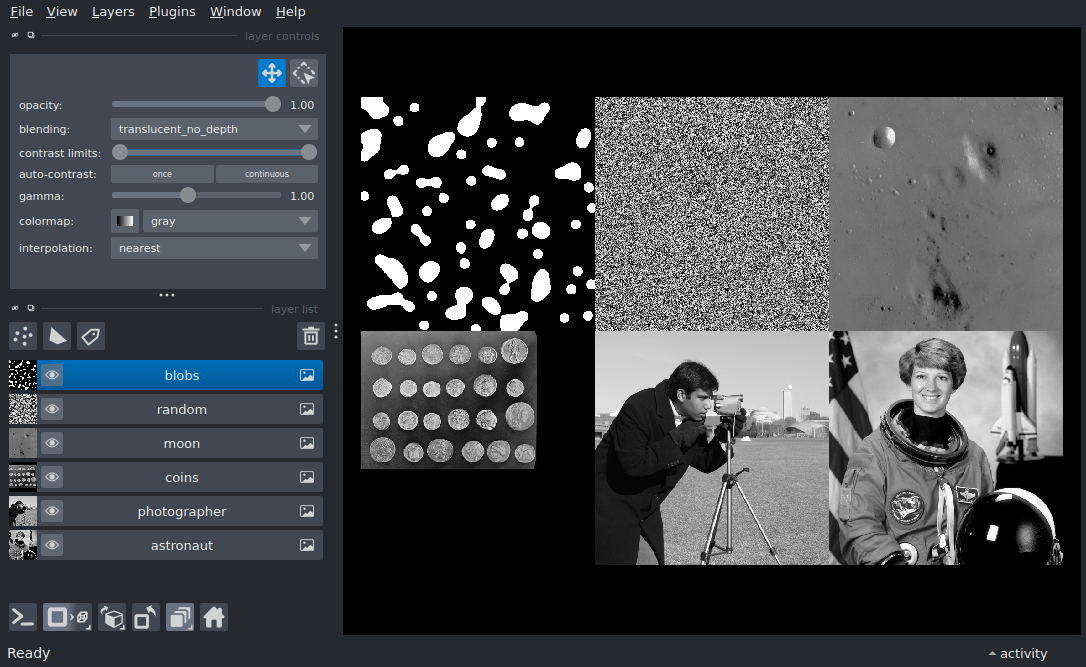 File View Layers Plugins Window Help
layer controls
opacity: 1.00
blending: translucent_no_depth
contrast limits:
auto-contrast: once continuous
gamma: 1.00
colormap: gray
interpolation: nearest
layer list
blobs
random
moon
coins
photographer
astronaut
Ready
activity